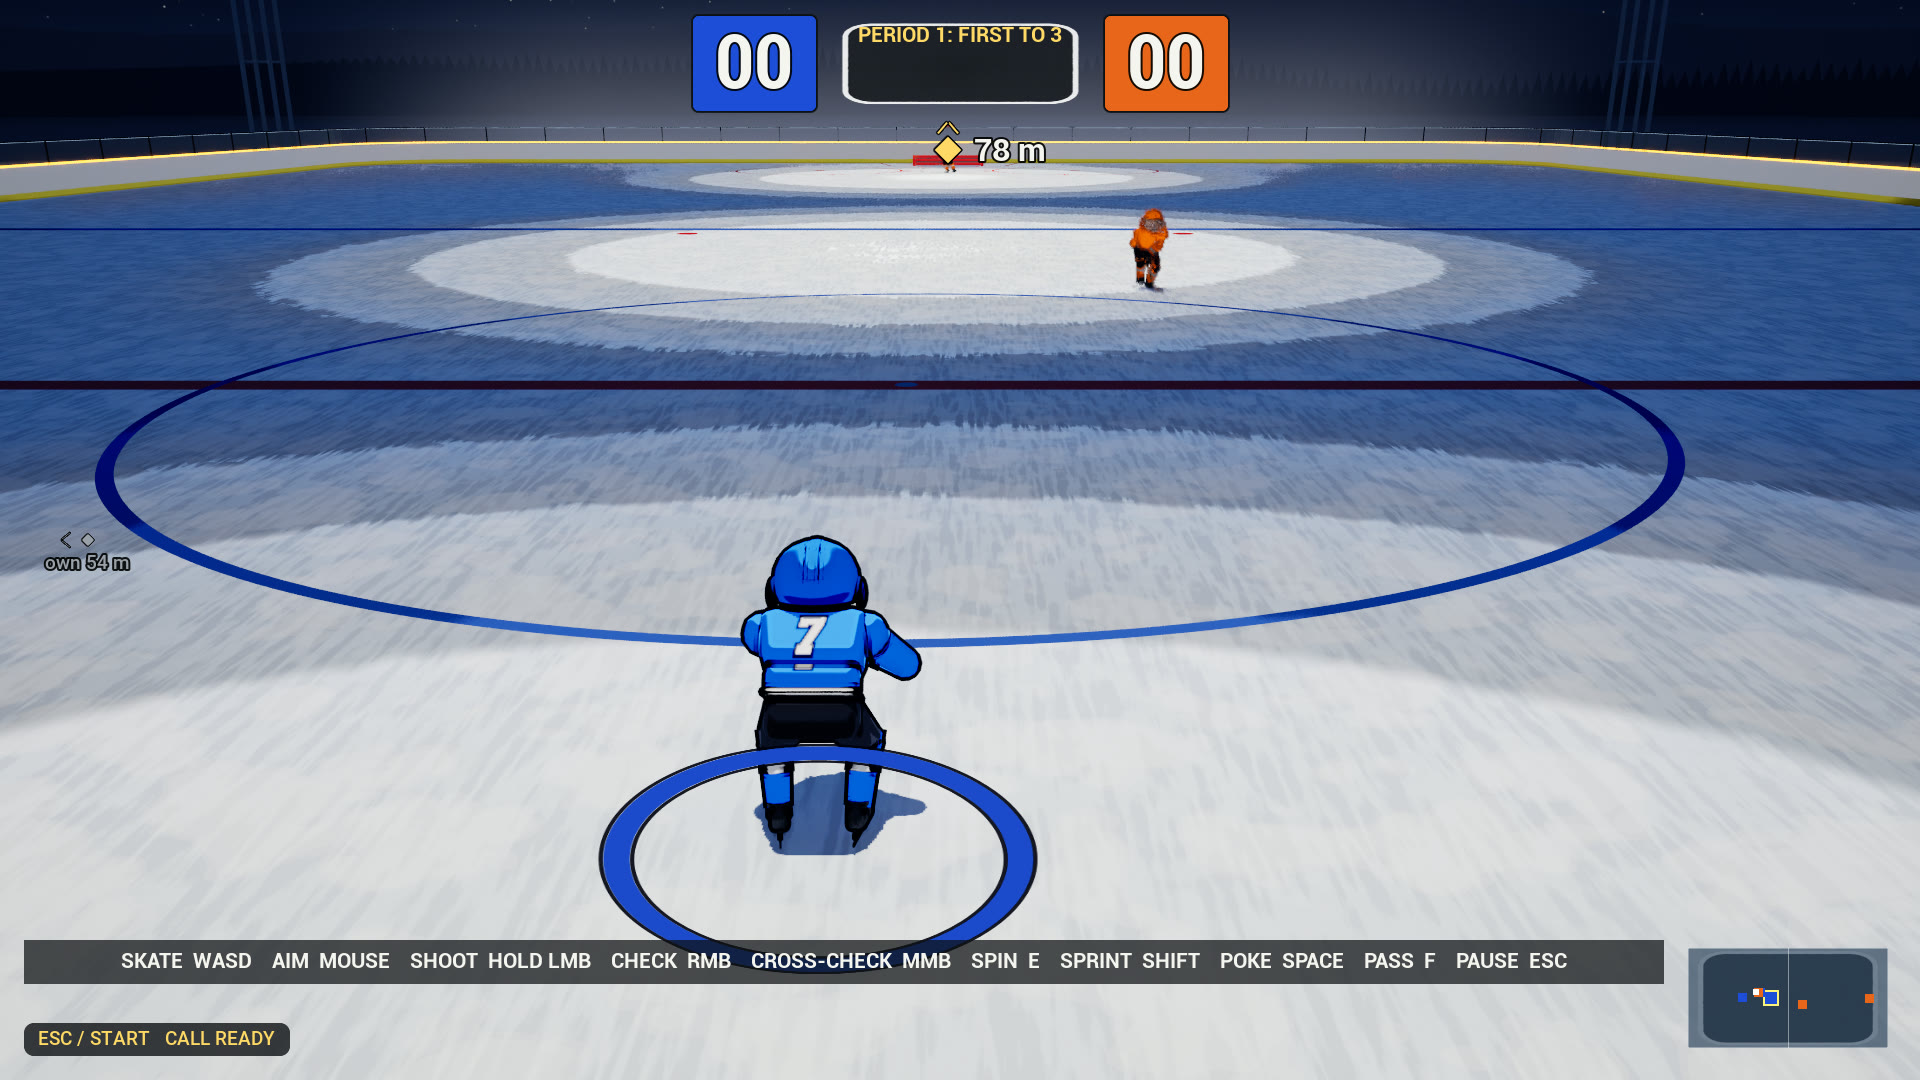 00
PERIOD 1: FIRST TO 3
00
78 m
own 54 m
7
SKATE WASD AIM MOUSE SHOOT HOLD LMB CHECK RMB CROSS-CHECK MMB SPIN E SPRINT SHIFT POKE SPACE PASS F PAUSE ESC
ESC / START CALL READY